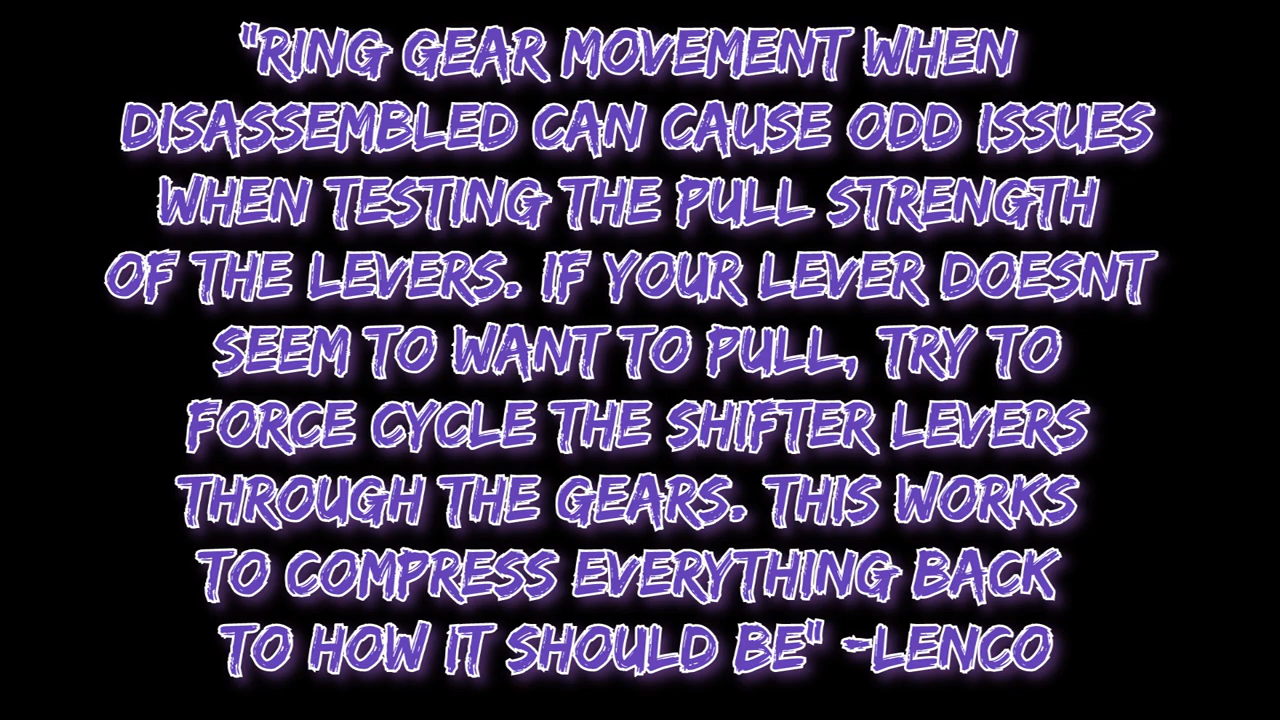 "RING GEAR MOVEMENT WHEN
DISASSEMBLED CAN CAUSE ODD ISSUES
WHEN TESTING THE PULL STRENGTH
OF THE LEVERS. IF YOUR LEVER DOESNT
SEEM TO WANT TO PULL, TRY TO
FORCE CYCLE THE SHIFTER LEVERS
THROUGH THE GEARS. THIS WORKS
TO COMPRESS EVERYTHING BACK
TO HOW IT SHOULD BE" -LENCO